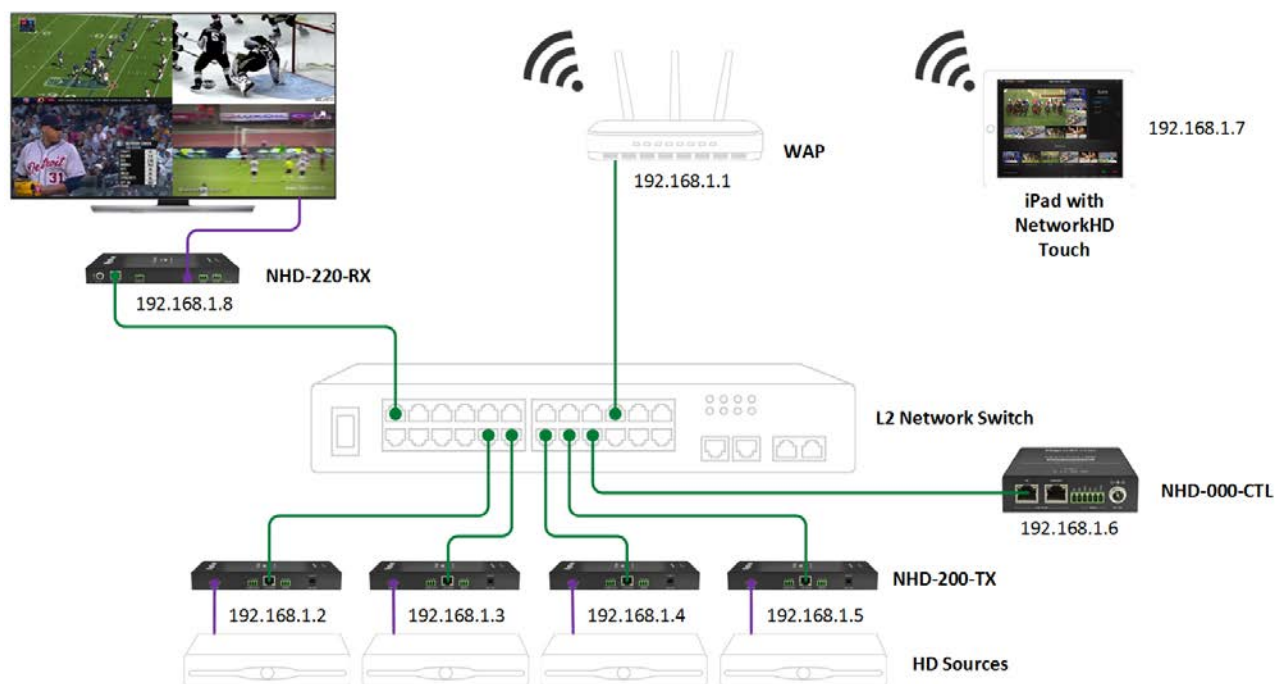 WAP
192.168.1.1
192.168.1.7
iPad with
NetworkHD
Touch
NHD-220-RX
192.168.1.8
L2 Network Switch
NHD-000-CTL
192.168.1.6
NHD-200-TX
192.168.1.2
192.168.1.3
192.168.1.4
192.168.1.5
HD Sources
Detroit
31
5